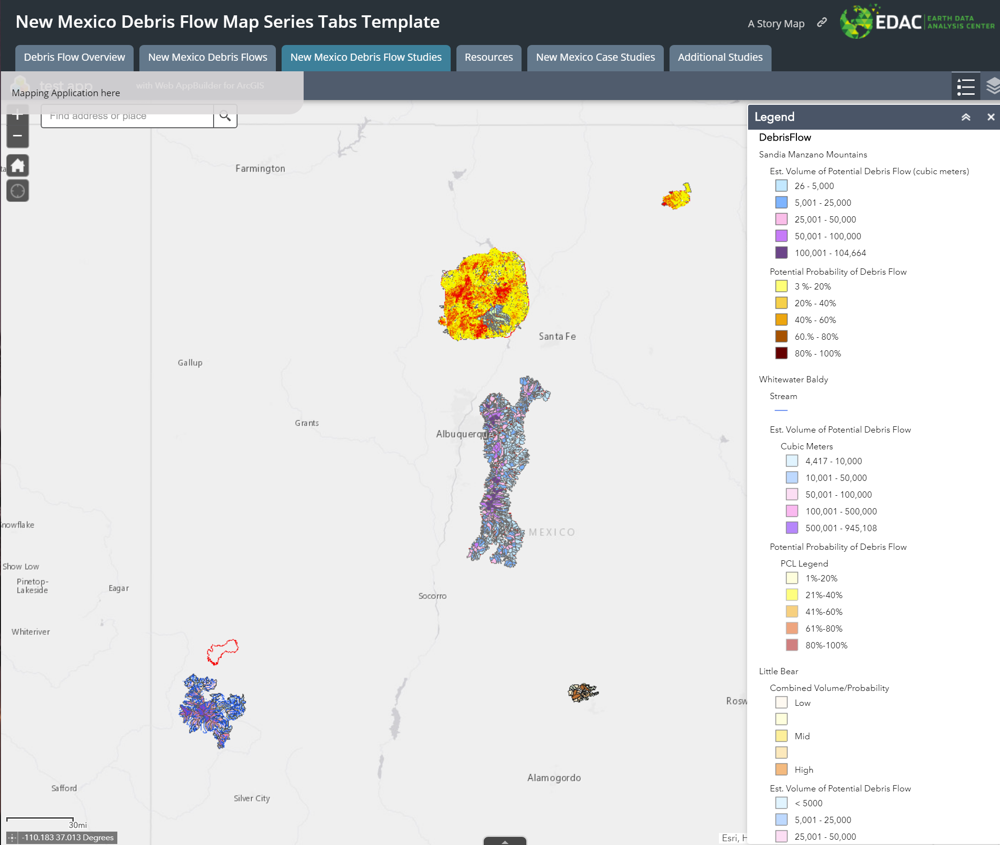 New Mexico Debris Flow Map Series Tabs Template
A Story Map
EDAC EARTH DATA ANALYSIS CENTER
Debris Flow Overview
New Mexico Debris Flows
New Mexico Debris Flow Studies
Resources
New Mexico Case Studies
Additional Studies
test app
with Web AppBuilder for ArcGIS
Mapping Application here
+
Find address or place
−
Farmington
Santa Fe
Gallup
Grants
Albuquerque
MEXICO
Snowflake
Show Low
Pinetop-
Lakeside
Eagar
Socorro
Whiteriver
Rosw
Alamogordo
Safford
Silver City
30mi
-110.183 37.013 Degrees
Esri, H
Legend
DebrisFlow
Sandia Manzano Mountains
Est. Volume of Potential Debris Flow (cubic meters)
26 - 5,000
5,001 - 25,000
25,001 - 50,000
50,001 - 100,000
100,001 - 104,664
Potential Probability of Debris Flow
3 %- 20%
20% - 40%
40% - 60%
60.% - 80%
80% - 100%
Whitewater Baldy
Stream
Est. Volume of Potential Debris Flow
Cubic Meters
4,417 - 10,000
10,001 - 50,000
50,001 - 100,000
100,001 - 500,000
500,001 - 945,108
Potential Probability of Debris Flow
PCL Legend
1%-20%
21%-40%
41%-60%
61%-80%
80%-100%
Little Bear
Combined Volume/Probability
Low
Mid
High
Est. Volume of Potential Debris Flow
< 5000
5,001 - 25,000
25,001 - 50,000